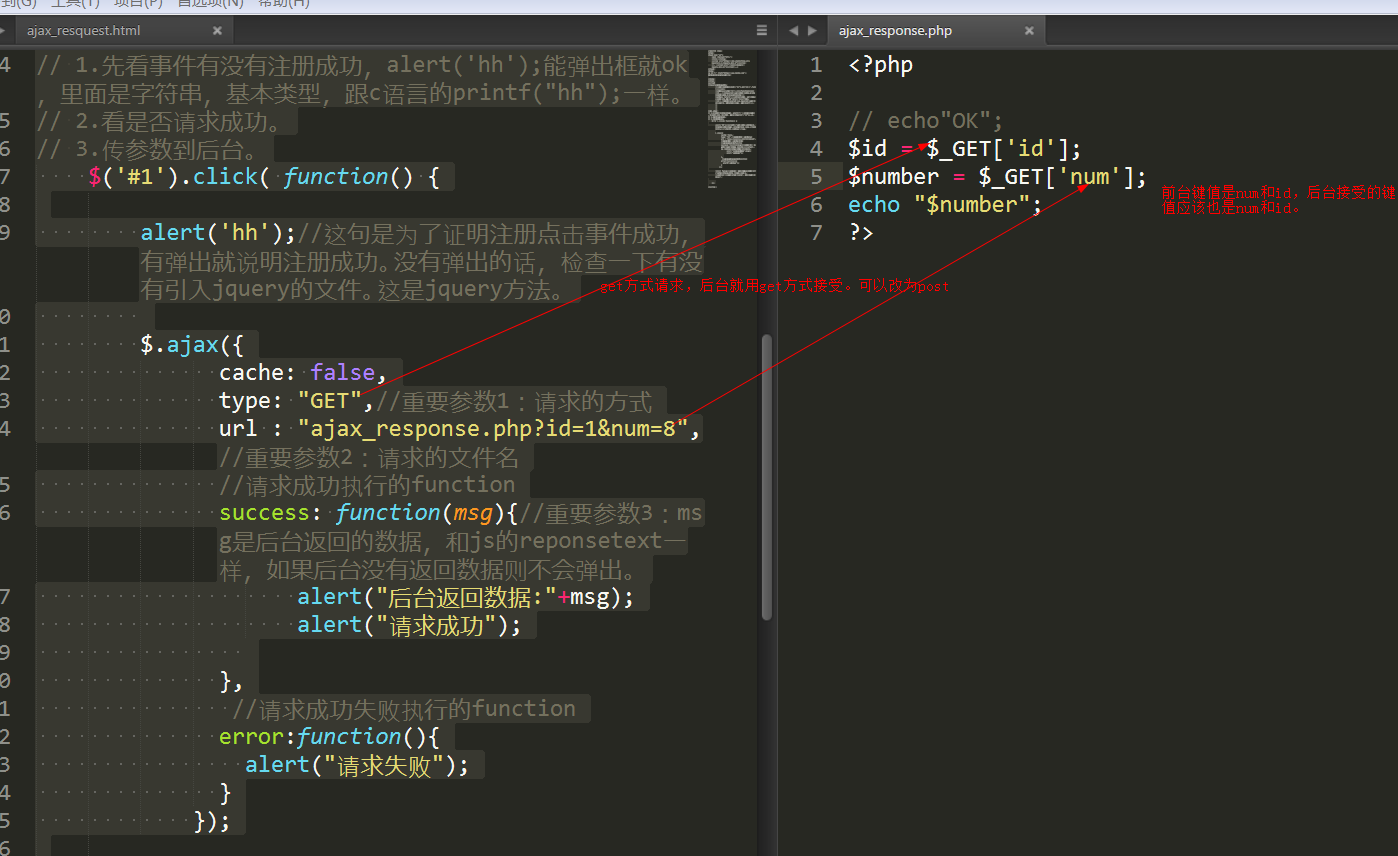 到(G) 工具(T) 项目(P) 首选项(N) 帮助(H)
ajax_resquest.html
ajax_response.php
4 // 1.先看事件有没有注册成功，alert('hh');能弹出框就ok
，里面是字符串，基本类型，跟c语言的printf("hh");一样。
5 // 2.看是否请求成功。
6 // 3.传参数到后台。
7 $('#1').click( function() {
8
9 alert('hh');//这句是为了证明注册点击事件成功，
有弹出就说明注册成功。没有弹出的话，检查一下有没
有引入jquery的文件。这是jquery方法。
0
1 $.ajax({
2 cache: false,
3 type: "GET",//重要参数1：请求的方式
4 url : "ajax_response.php?id=1&num=8",
//重要参数2：请求的文件名
5 //请求成功执行的function
6 success: function(msg){//重要参数3：ms
g是后台返回的数据，和js的reponsetext一
样，如果后台没有返回数据则不会弹出。
7 alert("后台返回数据:"+msg);
8 alert("请求成功");
9
0 },
1 //请求成功失败执行的function
2 error:function(){
3 alert("请求失败");
4 }
5 });
6
1 <?php
2
3 // echo"OK";
4 $id = $_GET['id'];
5 $number = $_GET['num'];
6 echo "$number";
7 ?>
前台键值是num和id，后台接受的键
值应该也是num和id。
get方式请求，后台就用get方式接受。可以改为post